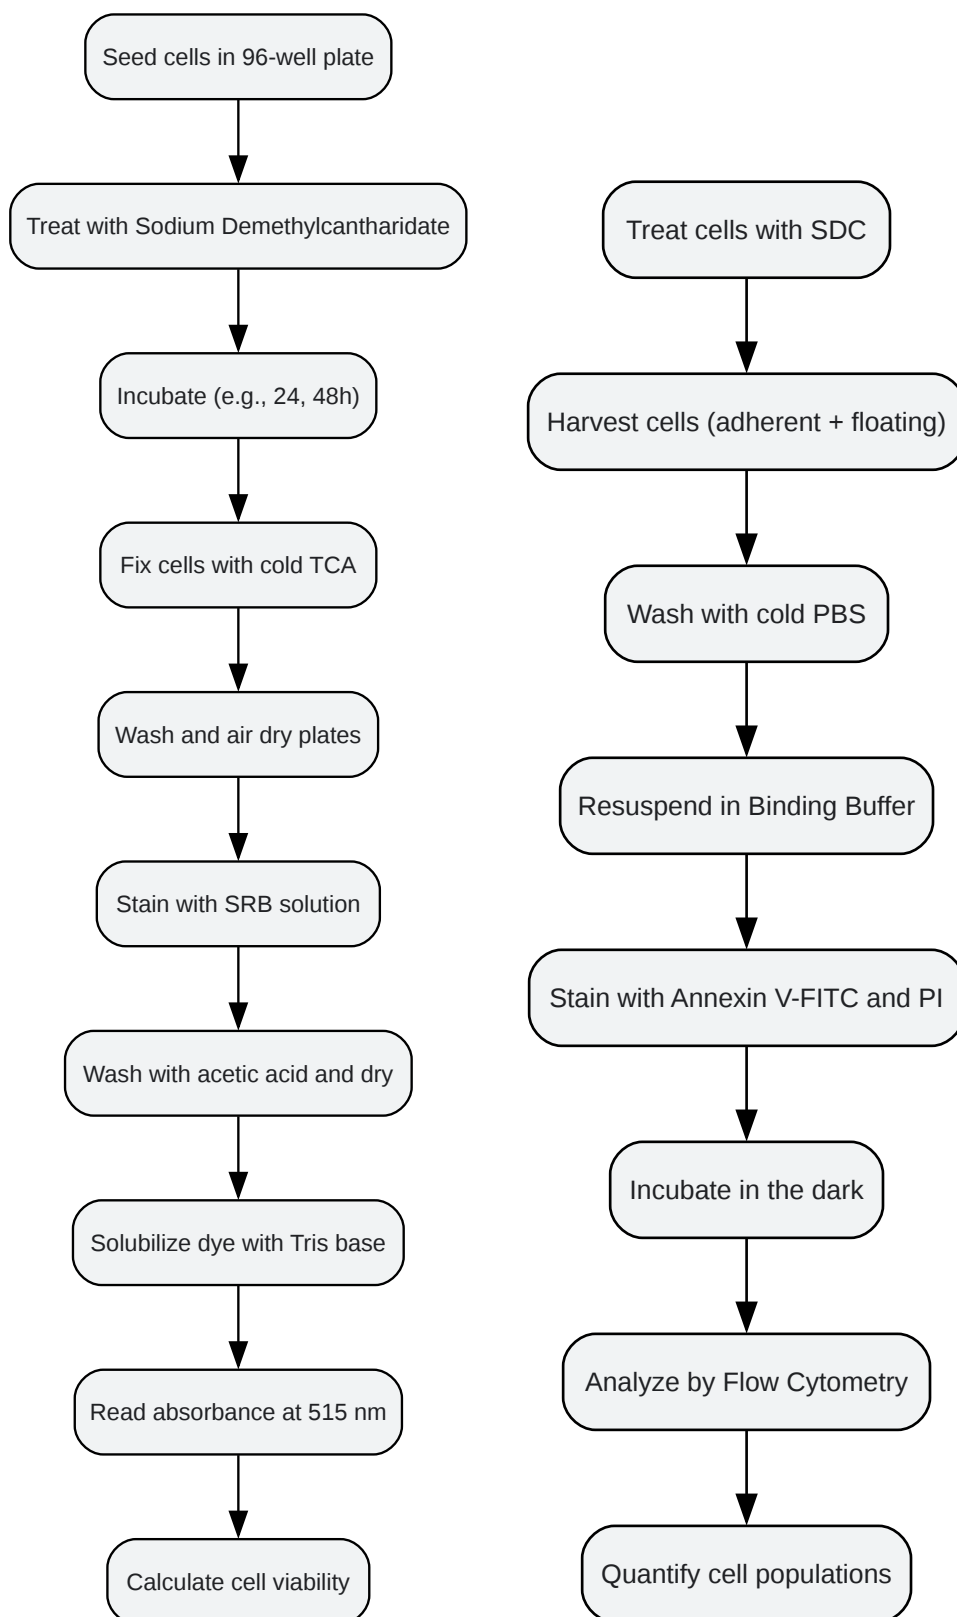 Seed cells in 96-well plate
Treat with Sodium Demethylcantharidate
Incubate (e.g., 24, 48h)
Fix cells with cold TCA
Wash and air dry plates
Stain with SRB solution
Wash with acetic acid and dry
Solubilize dye with Tris base
Read absorbance at 515 nm
Calculate cell viability
Treat cells with SDC
Harvest cells (adherent + floating)
Wash with cold PBS
Resuspend in Binding Buffer
Stain with Annexin V-FITC and PI
Incubate in the dark
Analyze by Flow Cytometry
Quantify cell populations